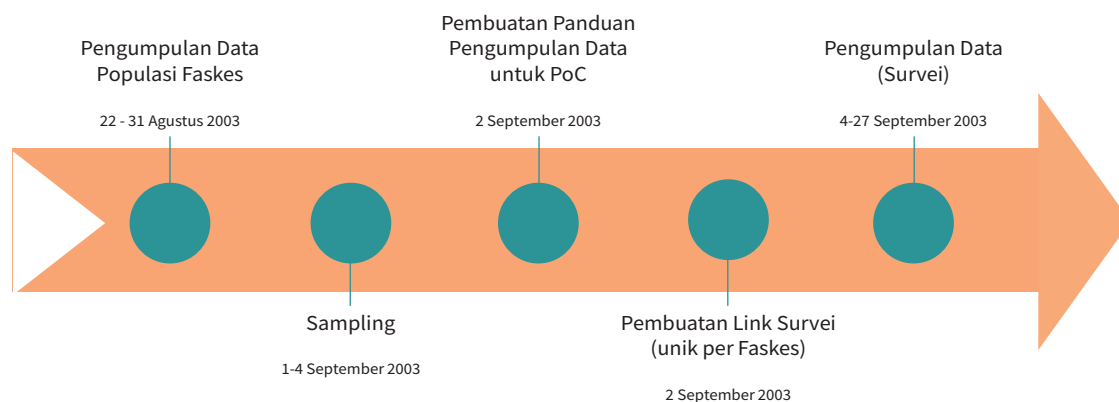 Pengumpulan Data
Populasi Faskes
22 - 31 Agustus 2003
Sampling
1-4 September 2003
Pembuatan Panduan
Pengumpulan Data
untuk PoC
2 September 2003
Pembuatan Link Survei
(unik per Faskes)
2 September 2003
Pengumpulan Data
(Survei)
4-27 September 2003